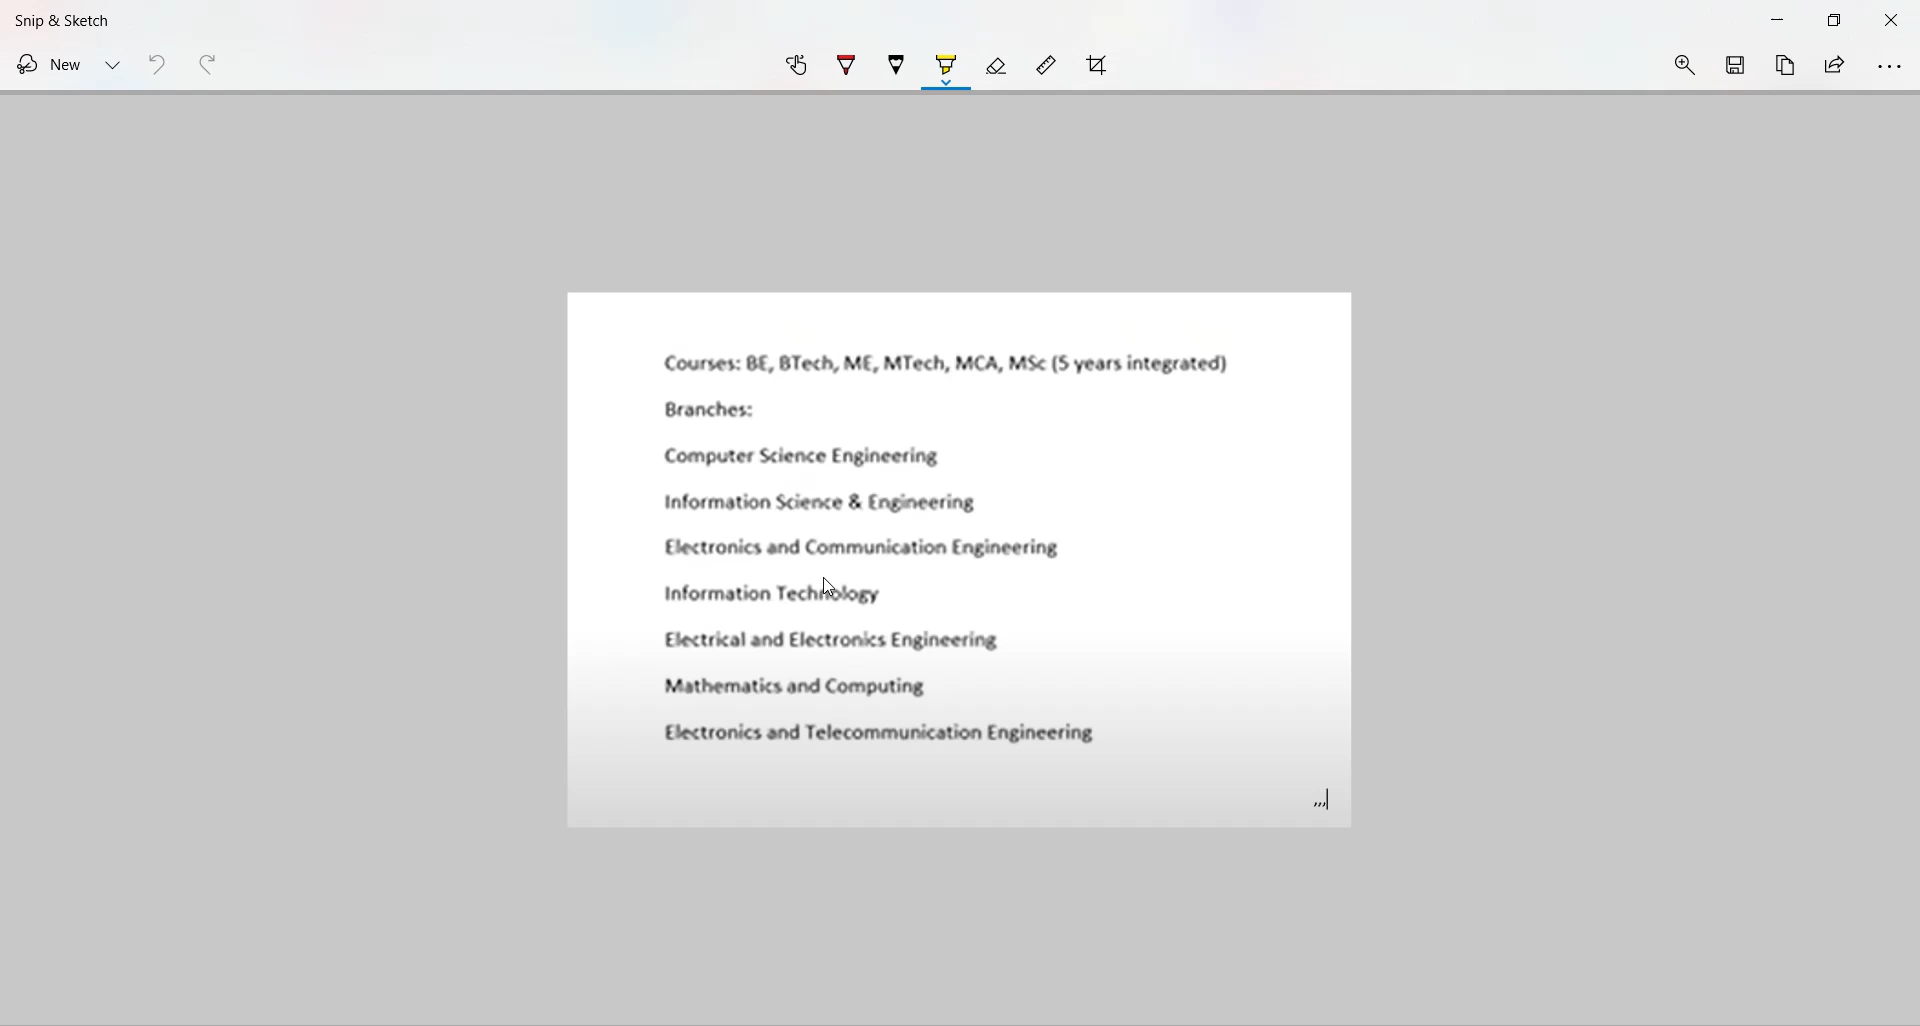 Snip & Sketch
New
Courses: BE, BTech, ME, MTech, MCA, MSc (5 years integrated)
Branches:
Computer Science Engineering
Information Science & Engineering
Electronics and Communication Engineering
Information Technology
Electrical and Electronics Engineering
Mathematics and Computing
Electronics and Telecommunication Engineering
,,,